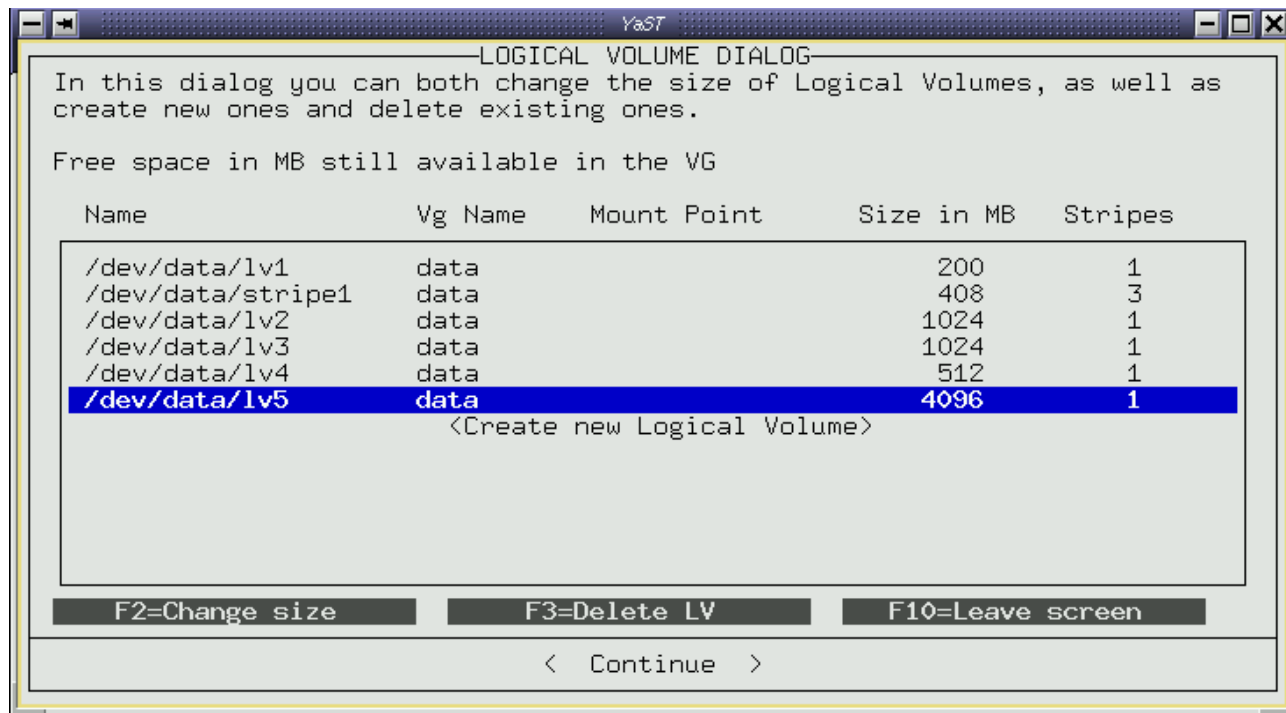 YaST
LOGICAL VOLUME DIALOG
In this dialog you can both change the size of Logical Volumes, as well as
create new ones and delete existing ones.
Free space in MB still available in the VG
Name Vg Name Mount Point Size in MB Stripes
/dev/data/lv1 data 200 1
/dev/data/stripe1 data 408 3
/dev/data/lv2 data 1024 1
/dev/data/lv3 data 1024 1
/dev/data/lv4 data 512 1
/dev/data/lv5 data 4096 1
<Create new Logical Volume>
F2=Change size F3=Delete LV F10=Leave screen
< Continue >